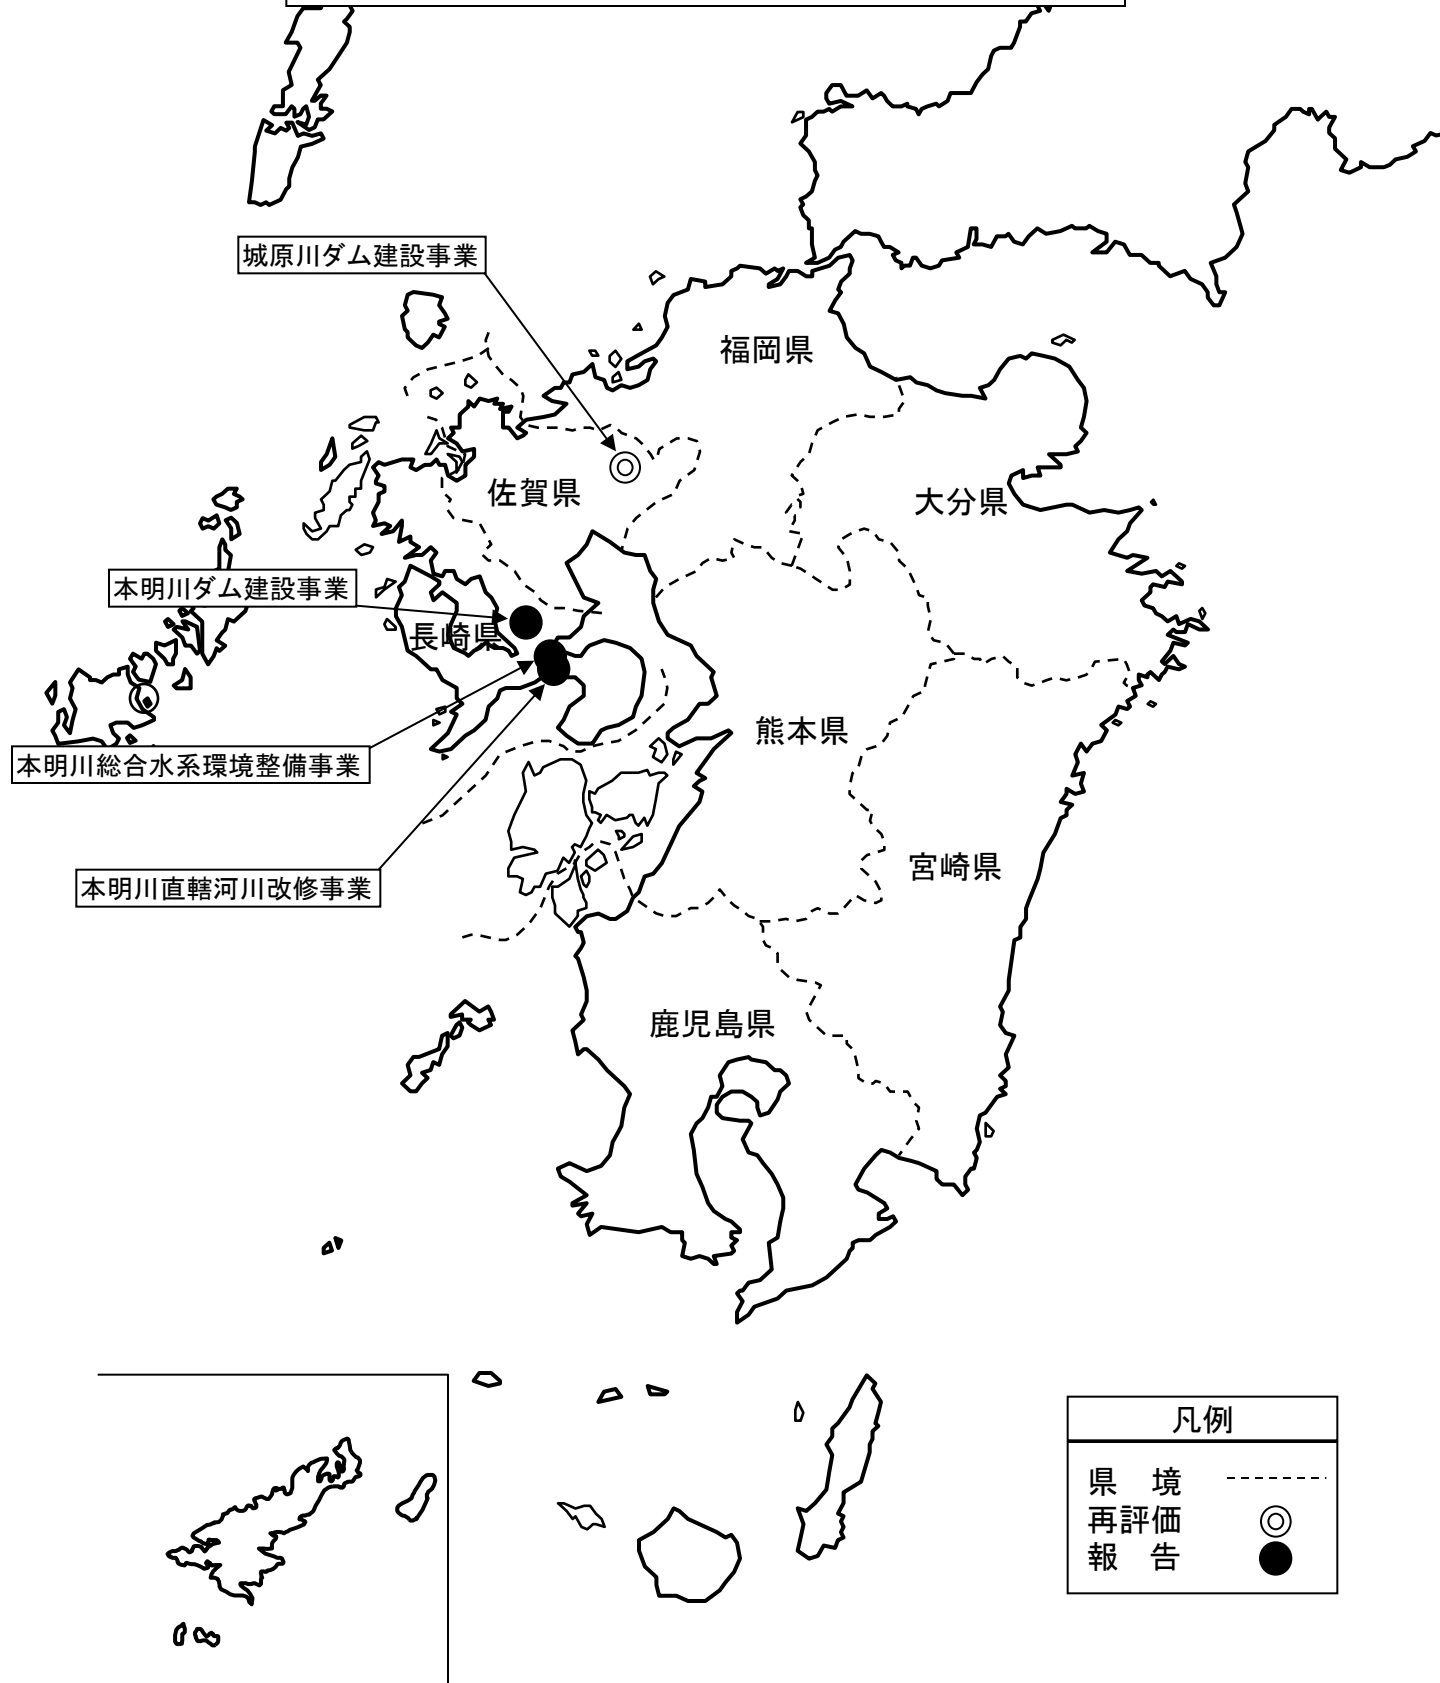 城原川ダム建設事業
福岡県
佐賀県
大分県
本明川ダム建設事業
長崎県
熊本県
本明川総合水系環境整備事業
宮崎県
本明川直轄河川改修事業
鹿児島県
凡例
県　境
再評価
報　告